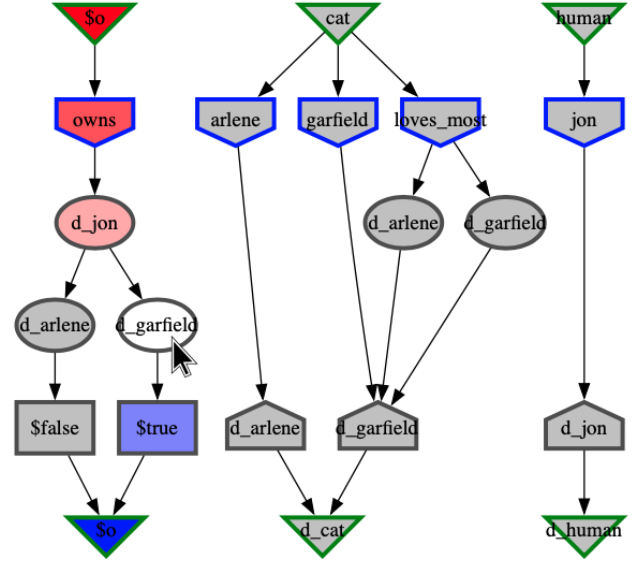 $o cat human
owns arlene garfield loves_most jon
d_jon d_arlene d_garfield
d_arlene d_garfield
$false $true d_arlene d_garfield d_jon
$o d_cat d_human